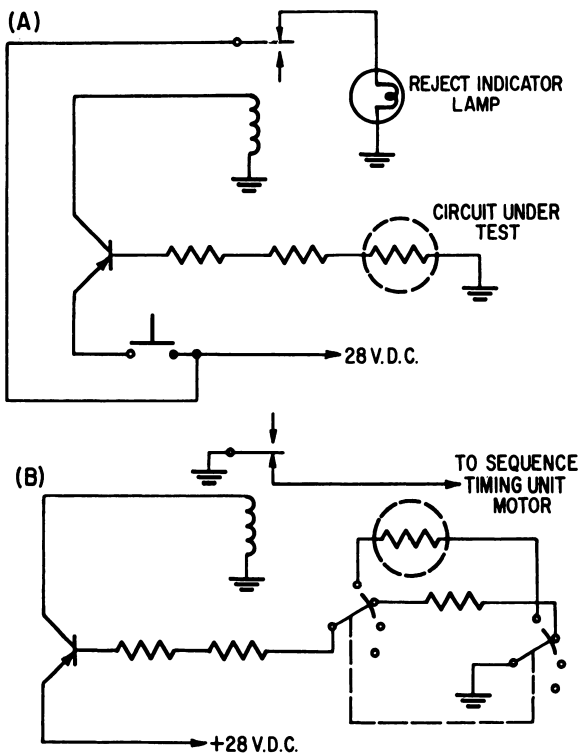 (A)
REJECT INDICATOR
LAMP
CIRCUIT UNDER
TEST
28 V.D.C.
(B)
TO SEQUENCE
TIMING UNIT
MOTOR
+28 V.D.C.